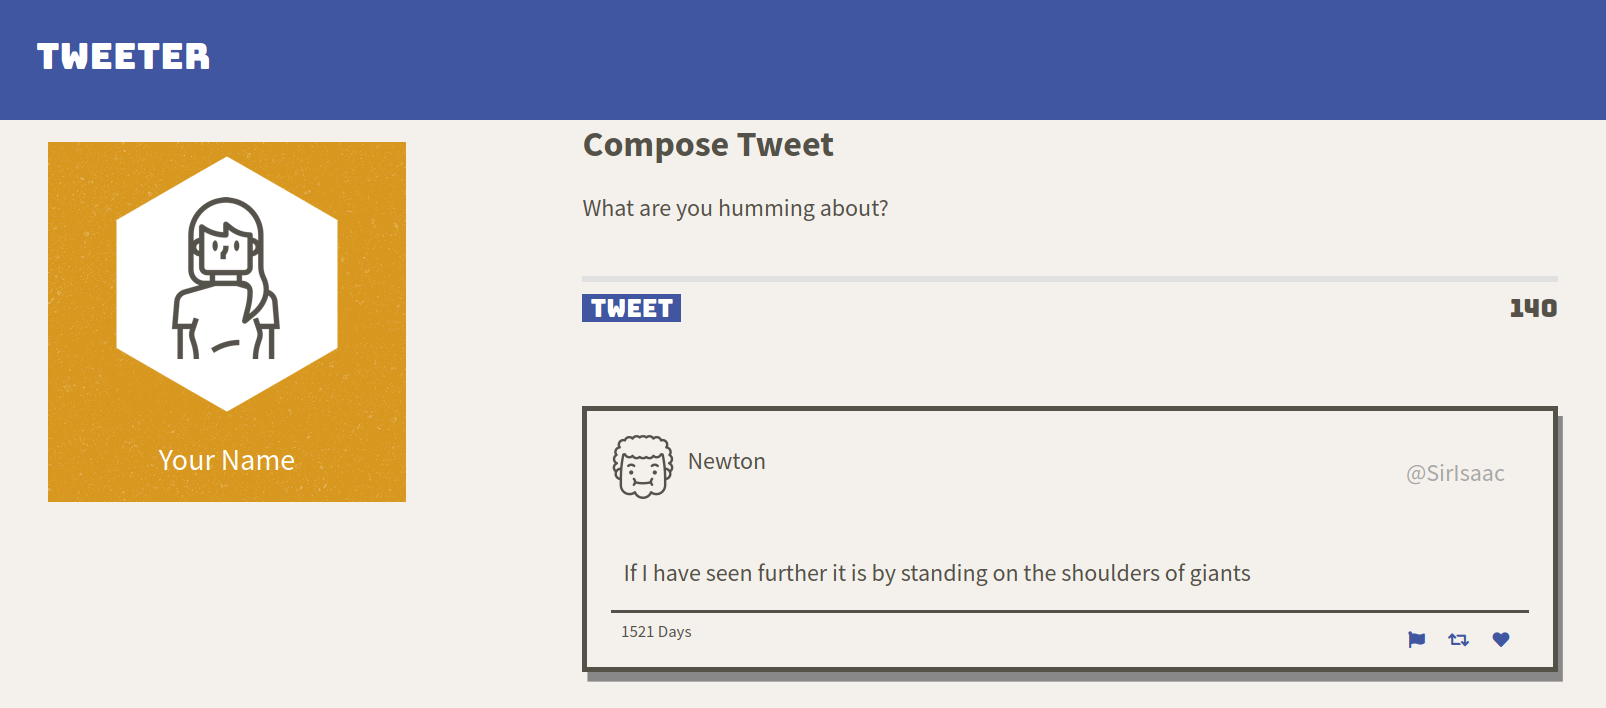 TWEETER
Your Name
Compose Tweet
What are you humming about?
TWEET 140
Newton
@SirIsaac
If I have seen further it is by standing on the shoulders of giants
1521 Days